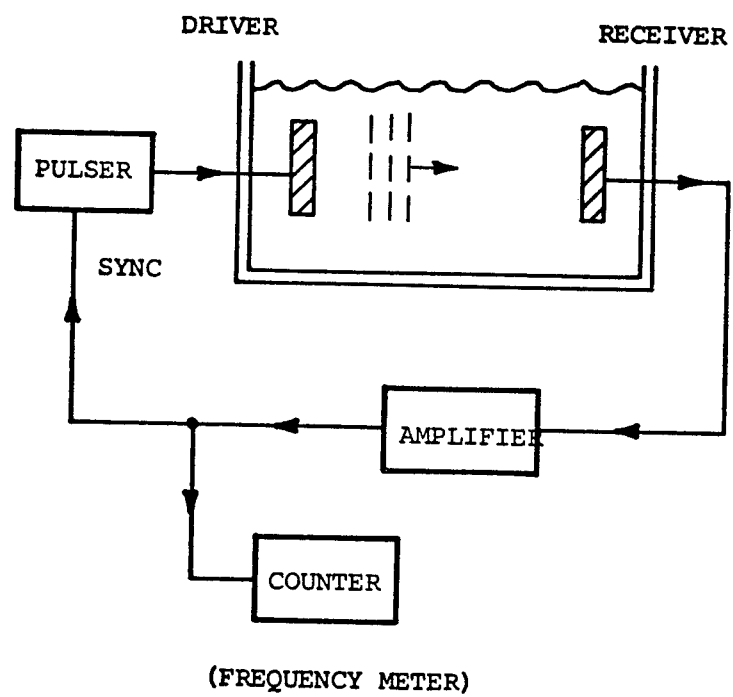 DRIVER
RECEIVER
PULSER
SYNC
AMPLIFIER
COUNTER
(FREQUENCY METER)